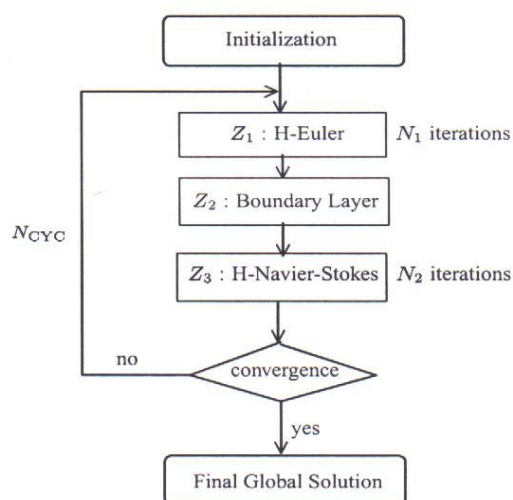 Initialization
Z₁ : H-Euler
N₁ iterations
Z₂ : Boundary Layer
N_CYC
Z₃ : H-Navier-Stokes
N₂ iterations
no
convergence
yes
Final Global Solution